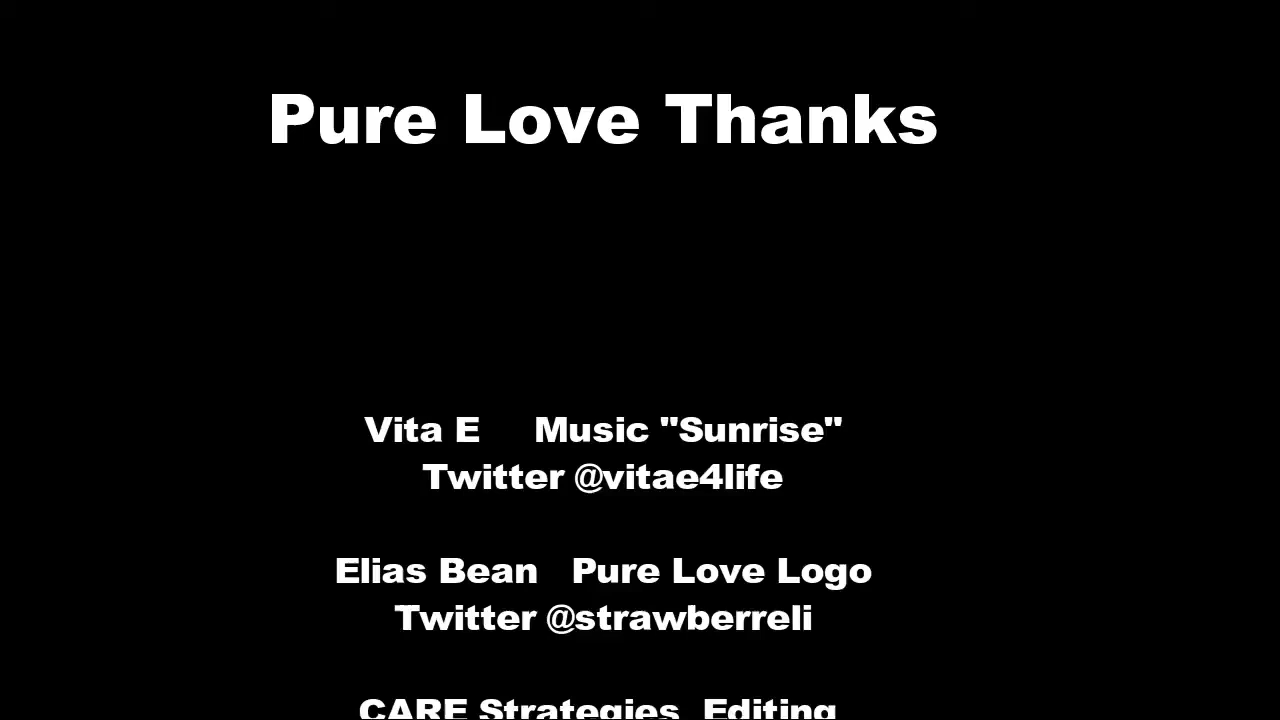 Pure Love Thanks
Vita E Music "Sunrise"
Twitter @vitae4life
Elias Bean Pure Love Logo
Twitter @strawberreli
CARE Strategies Editing